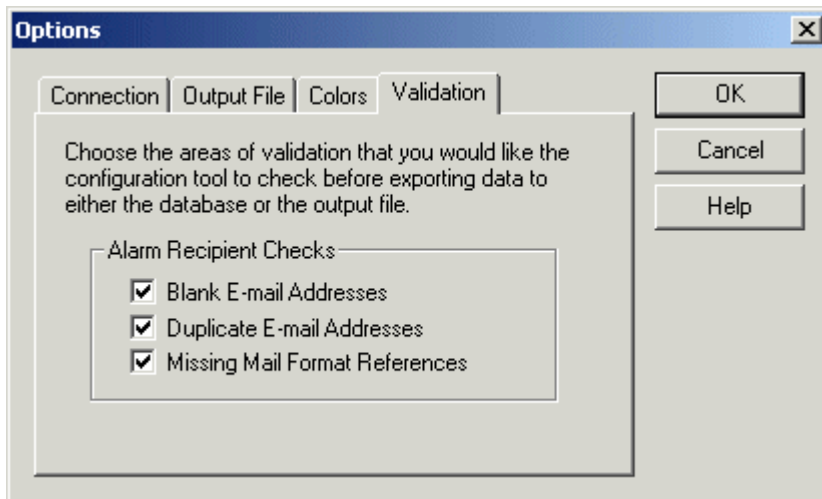 Options
Connection
Output File
Colors
Validation
OK
Cancel
Help
Choose the areas of validation that you would like the
configuration tool to check before exporting data to
either the database or the output file.
Alarm Recipient Checks
Blank E-mail Addresses
Duplicate E-mail Addresses
Missing Mail Format References